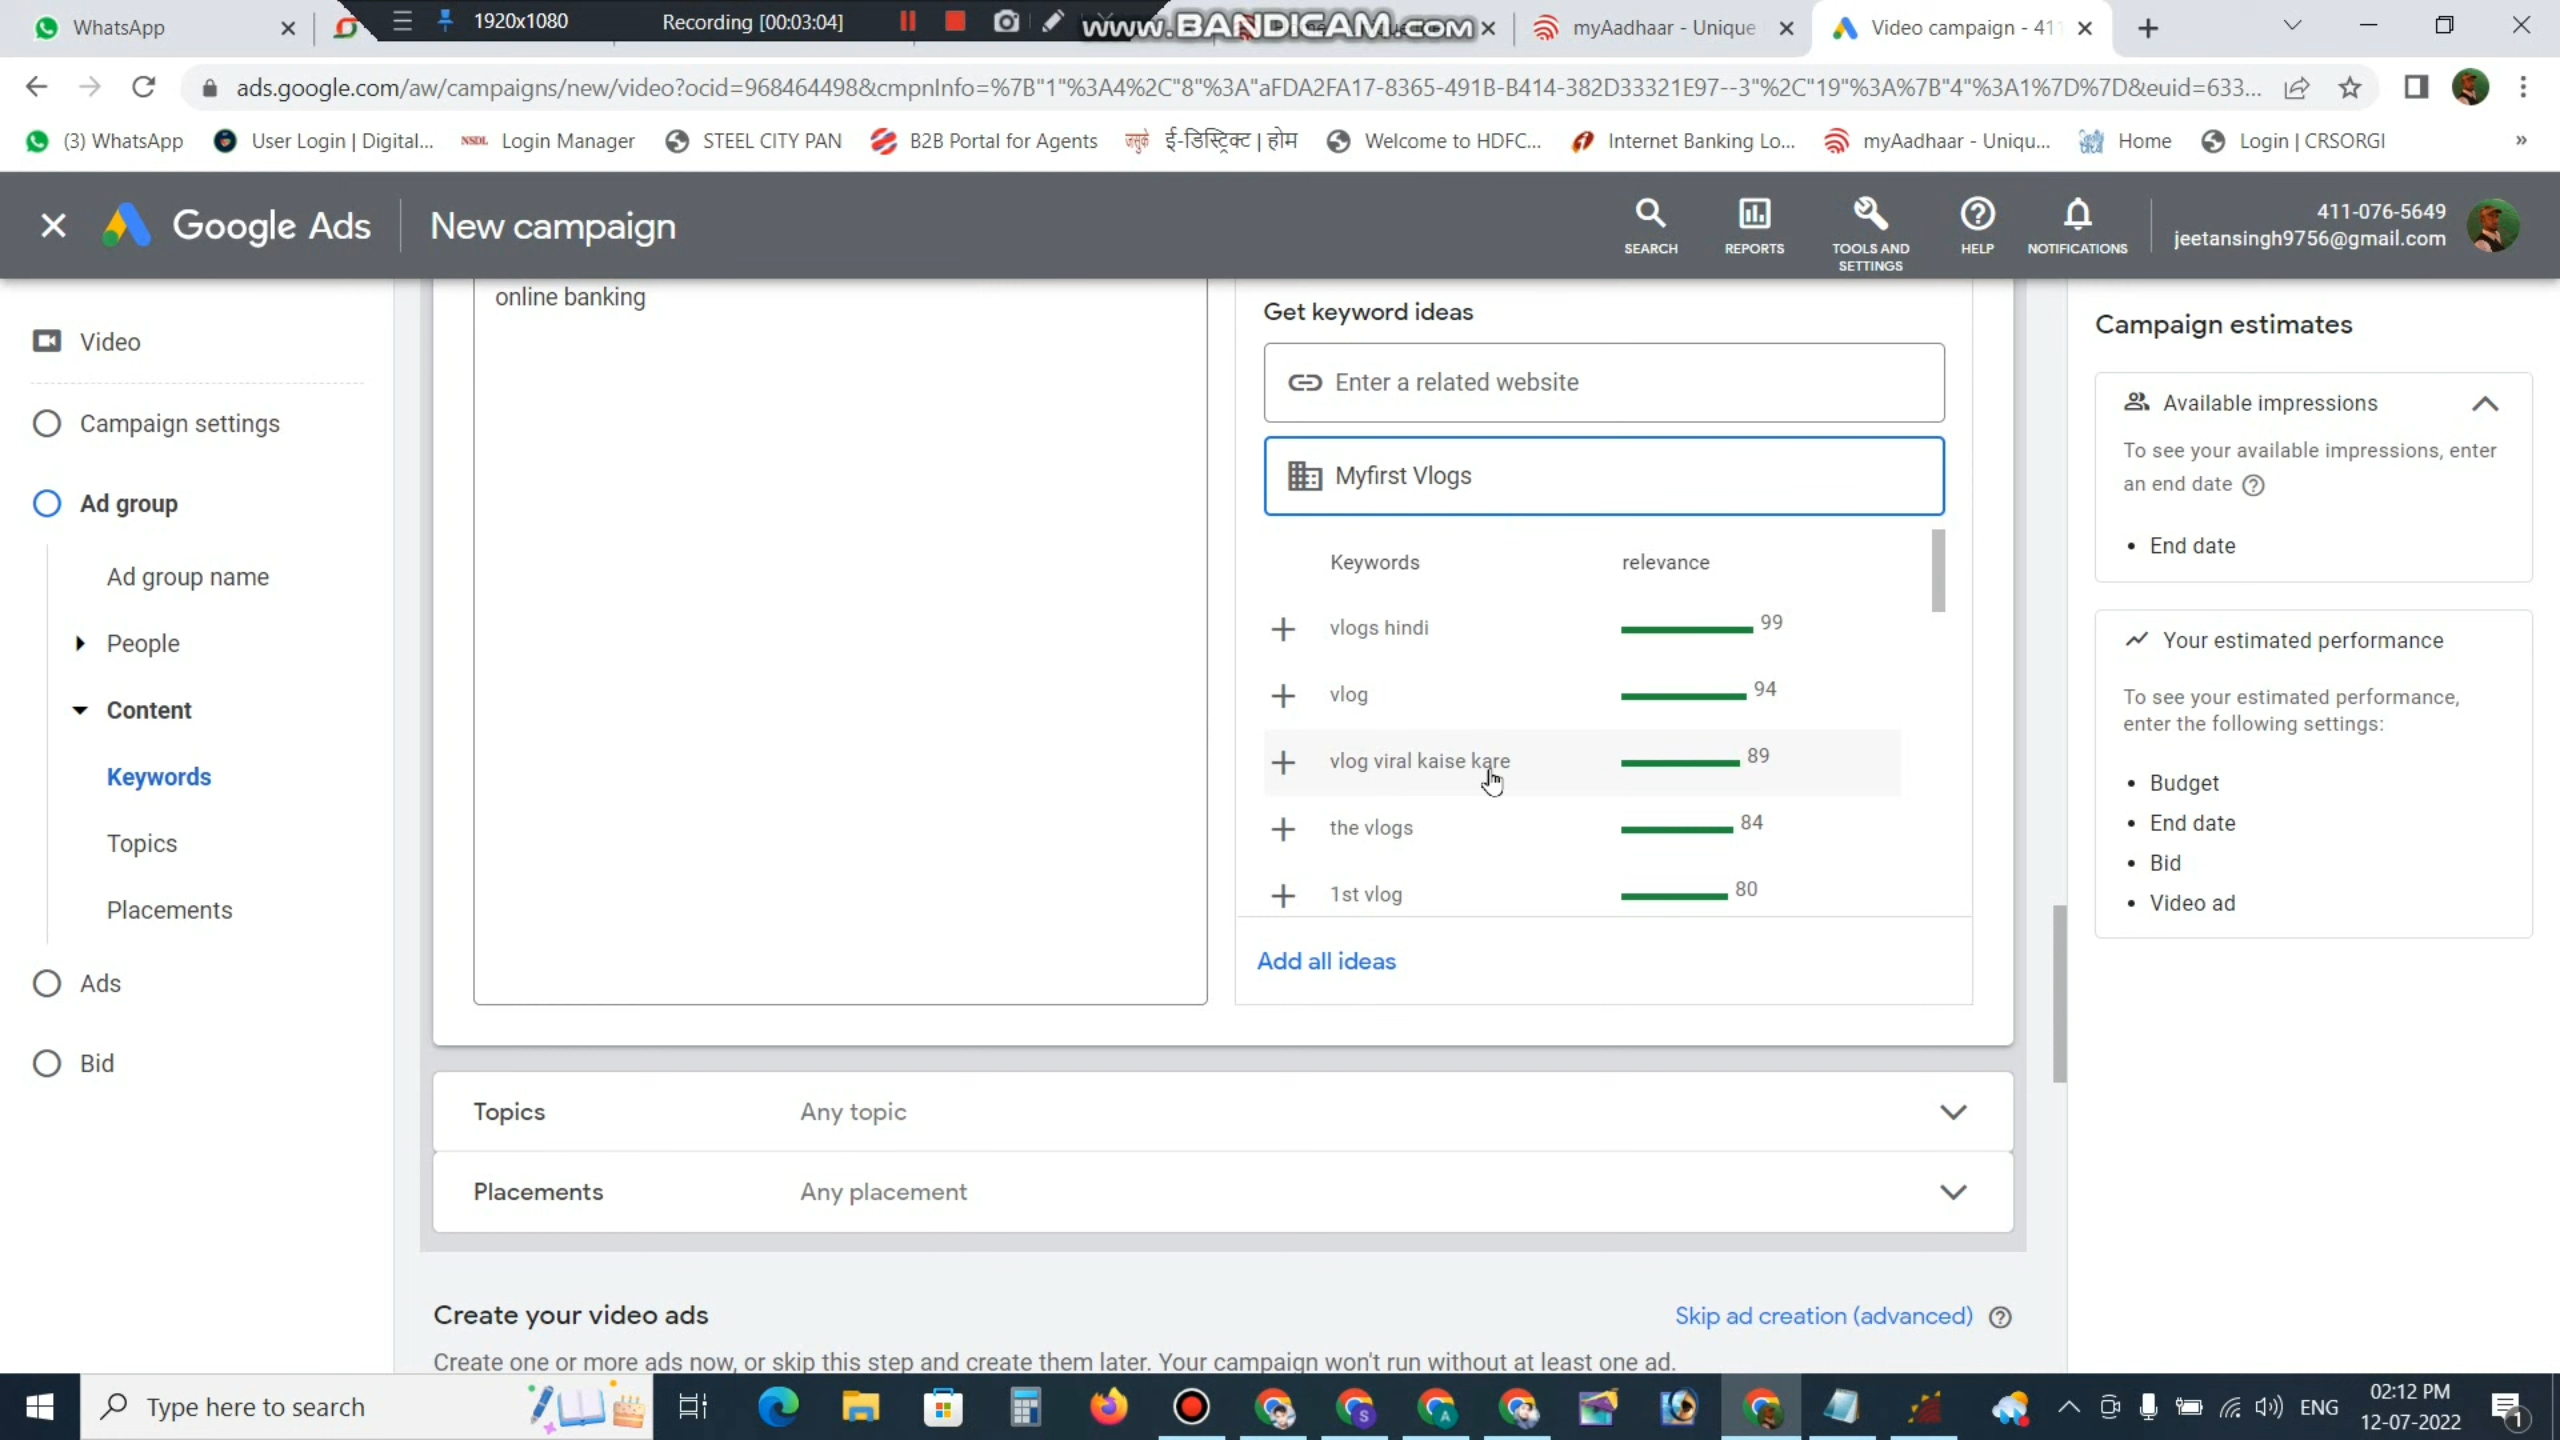 WhatsApp
1920x1080
Recording [00:03:04]
www.BANDICAM.com
myAadhaar - Unique
Video campaign - 411
ads.google.com/aw/campaigns/new/video?ocid=968464498&cmpnInfo=%7B"1"%3A4%2C"8"%3A"aFDA2FA17-8365-491B-B414-382D33321E97--3"%2C"19"%3A%7B"4"%3A1%7D%7D&euid=633...
(3) WhatsApp
User Login | Digital...
NSDL Login Manager
STEEL CITY PAN
B2B Portal for Agents
ई-डिस्ट्रिक्ट | होम
Welcome to HDFC...
Internet Banking Lo...
myAadhaar - Uniqu...
Home
Login | CRSORGI
»
Google Ads
New campaign
SEARCH
REPORTS
TOOLS AND
SETTINGS
HELP
NOTIFICATIONS
411-076-5649
jeetansingh9756@gmail.com
Video
Campaign settings
Ad group
Ad group name
People
Content
Keywords
Topics
Placements
Ads
Bid
online banking
Get keyword ideas
Enter a related website
Myfirst Vlogs
Keywords relevance
vlogs hindi 99
vlog 94
vlog viral kaise kare 89
the vlogs 84
1st vlog 80
Add all ideas
Topics Any topic
Placements Any placement
Create your video ads
Skip ad creation (advanced)
Create one or more ads now, or skip this step and create them later. Your campaign won't run without at least one ad.
Campaign estimates
Available impressions
To see your available impressions, enter
an end date
• End date
Your estimated performance
To see your estimated performance,
enter the following settings:
• Budget
• End date
• Bid
• Video ad
Type here to search
ENG
02:12 PM
12-07-2022
1